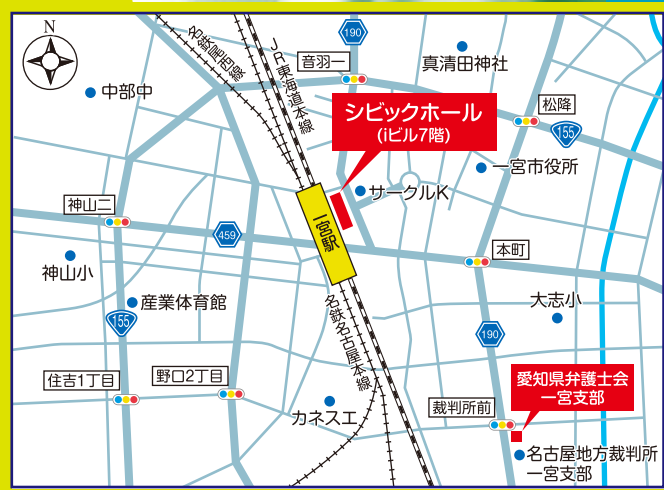 N
名鉄尾西線
JR東海道本線
190
音羽一
真清田神社
中部中
シビックホール
(iビル7階)
松降
155
一宮市役所
サークルK
神山二
459
一宮駅
本町
神山小
産業体育館
大志小
155
名鉄名古屋本線
190
住吉1丁目
野口2丁目
愛知県弁護士会
一宮支部
カネスエ
裁判所前
名古屋地方裁判所
一宮支部